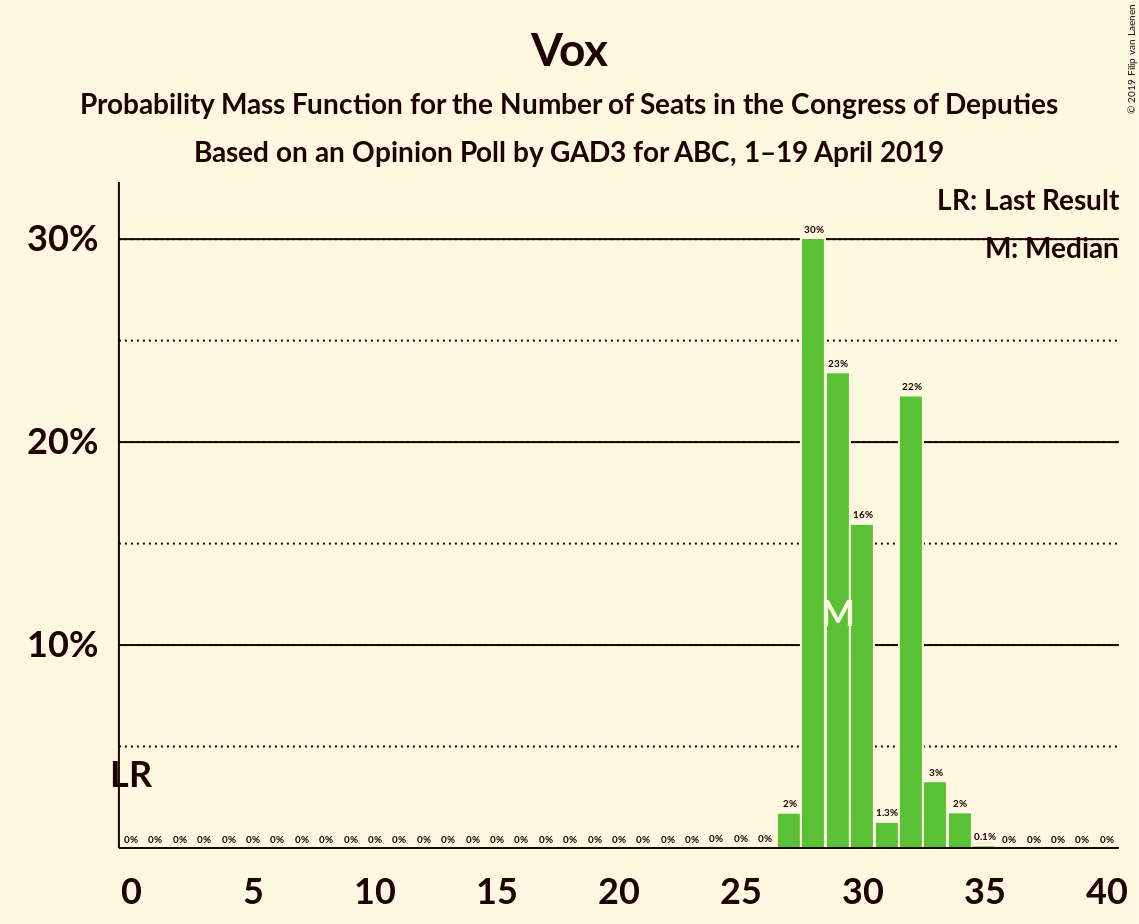 Vox
Probability Mass Function for the Number of Seats in the Congress of Deputies
Based on an Opinion Poll by GAD3 for ABC, 1–19 April 2019
© 2019 Filip van Laenen
LR: Last Result
M: Median
30%
20%
10%
30%
23%
22%
16%
M
LR
0% 0% 0% 0% 0% 0% 0% 0% 0% 0% 0% 0% 0% 0% 0% 0% 0% 0% 0% 0% 0% 0% 0% 0% 0% 0% 0% 2% 1.3% 3% 2% 0.1% 0% 0% 0% 0% 0%
0 5 10 15 20 25 30 35 40